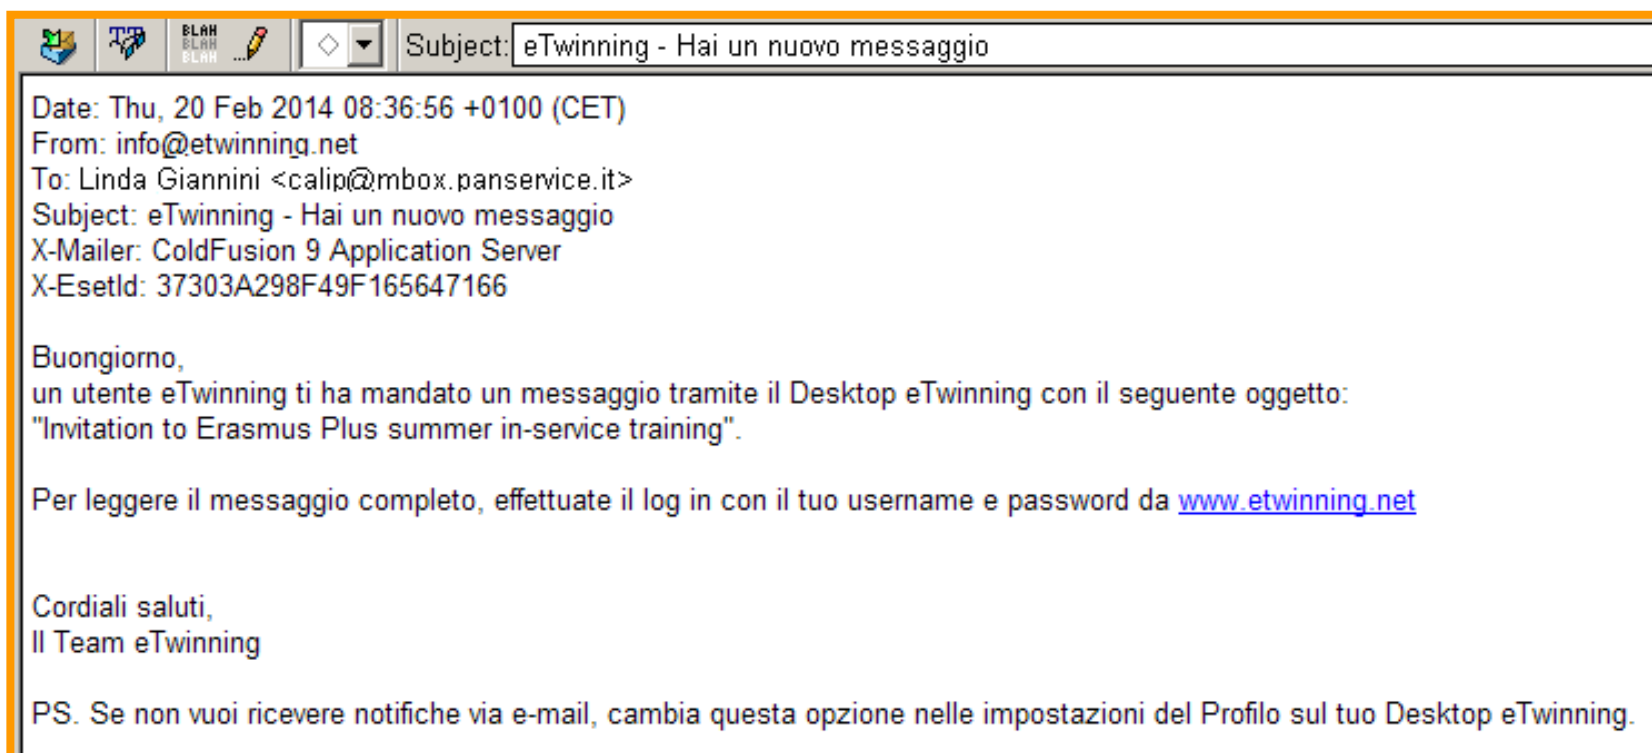 BLAH
BLAH
BLAH
Subject: eTwinning - Hai un nuovo messaggio
Date: Thu, 20 Feb 2014 08:36:56 +0100 (CET)
From: info@etwinning.net
To: Linda Giannini <calip@mbox.panservice.it>
Subject: eTwinning - Hai un nuovo messaggio
X-Mailer: ColdFusion 9 Application Server
X-EsetId: 37303A298F49F165647166
Buongiorno,
un utente eTwinning ti ha mandato un messaggio tramite il Desktop eTwinning con il seguente oggetto:
"Invitation to Erasmus Plus summer in-service training".
Per leggere il messaggio completo, effettuate il log in con il tuo username e password da www.etwinning.net
Cordiali saluti,
Il Team eTwinning
PS. Se non vuoi ricevere notifiche via e-mail, cambia questa opzione nelle impostazioni del Profilo sul tuo Desktop eTwinning.